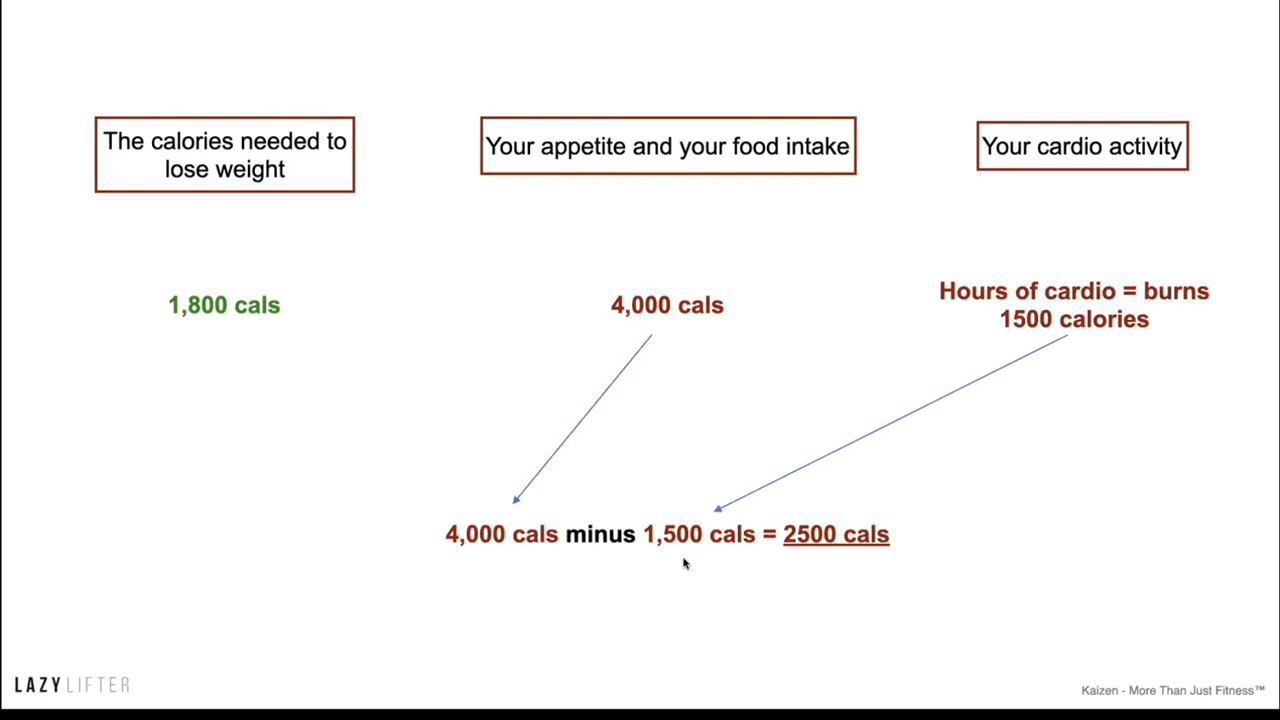 The calories needed to
lose weight
Your appetite and your food intake
Your cardio activity
1,800 cals
4,000 cals
Hours of cardio = burns
1500 calories
4,000 cals minus 1,500 cals = 2500 cals
LAZYLIFTER
Kaizen - More Than Just Fitness™